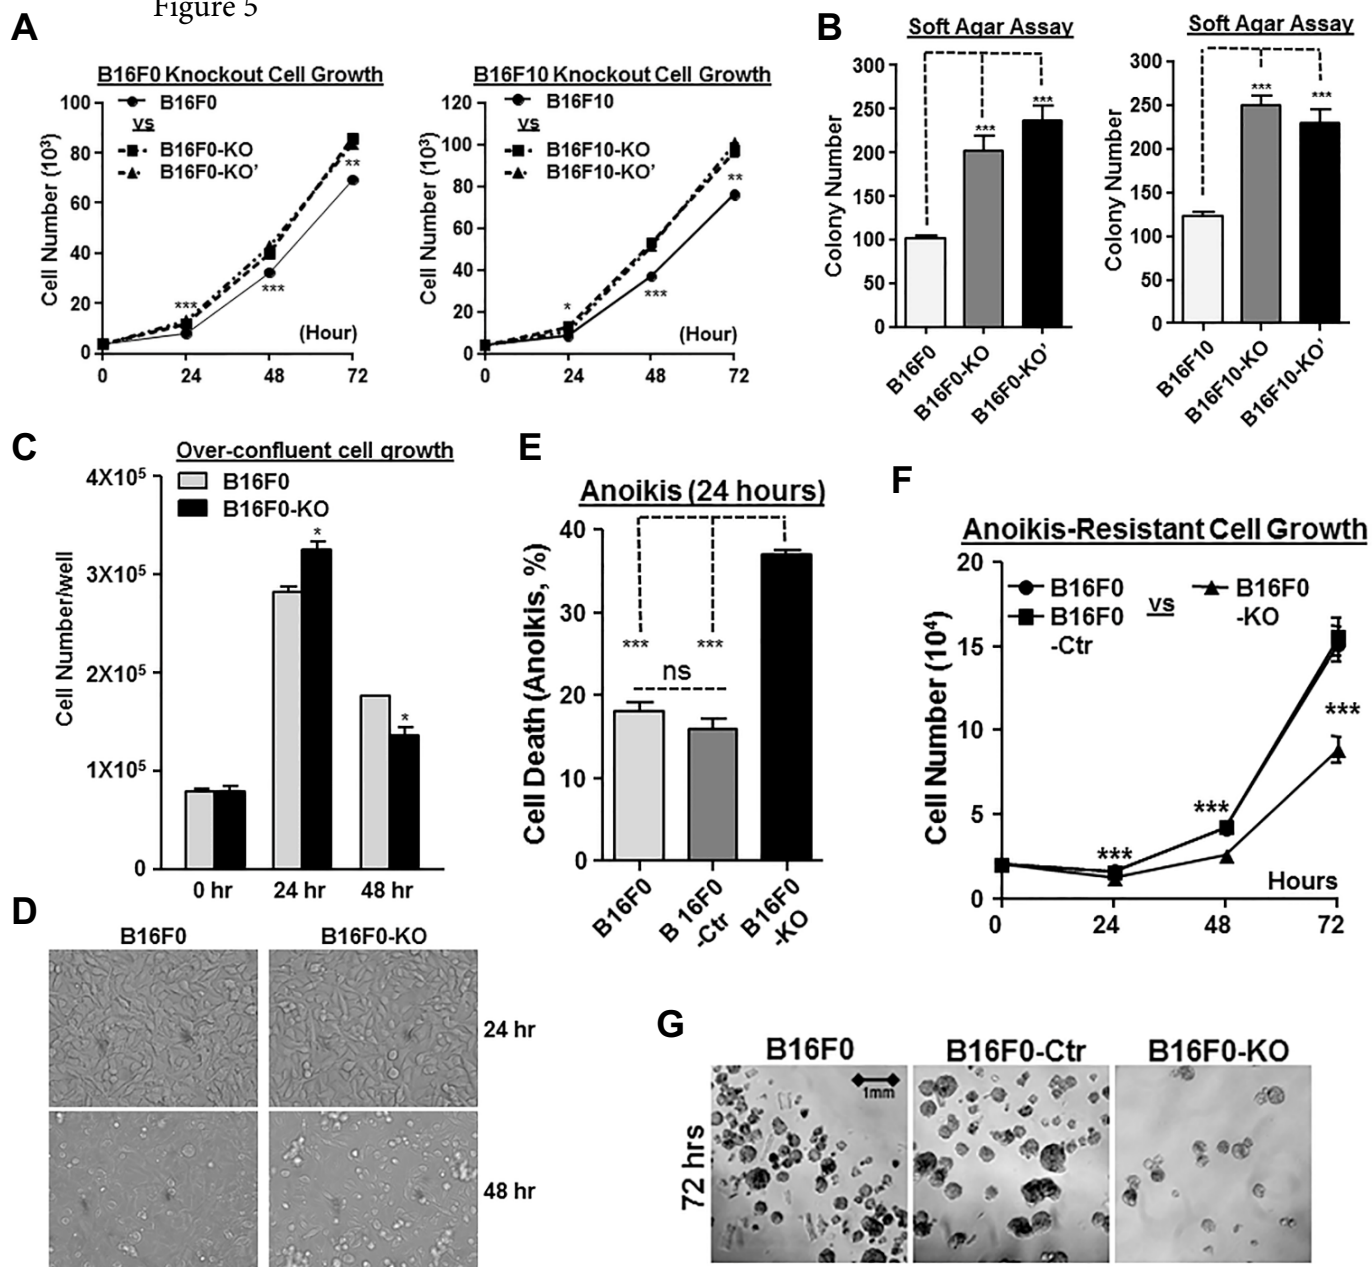 Figure 5
A
B16F0 Knockout Cell Growth
B16F0
vs
B16F0-KO
B16F0-KO'
Cell Number (10³)
100
80
60
40
20
0
***
***
**
(Hour)
0 24 48 72
B16F10 Knockout Cell Growth
B16F10
vs
B16F10-KO
B16F10-KO'
Cell Number (10³)
120
100
80
60
40
20
0
*
***
**
(Hour)
0 24 48 72
B
Soft Agar Assay
Colony Number
300
250
200
150
100
50
0
***
***
B16F0
B16F0-KO
B16F0-KO'
Soft Agar Assay
Colony Number
300
250
200
150
100
50
0
***
***
B16F10
B16F10-KO
B16F10-KO'
C
Over-confluent cell growth
B16F0
B16F0-KO
Cell Number/well
4X10⁵
3X10⁵
2X10⁵
1X10⁵
0
*
*
0 hr 24 hr 48 hr
D
B16F0 B16F0-KO
24 hr
48 hr
E
Anoikis (24 hours)
Cell Death (Anoikis, %)
40
30
20
10
0
*** ***
ns
B16F0
B16F0
-Ctr
B16F0
-KO
F
Anoikis-Resistant Cell Growth
B16F0
B16F0
-Ctr
vs
B16F0
-KO
Cell Number (10⁴)
20
15
10
5
0
***
***
***
Hours
0 24 48 72
G
B16F0 B16F0-Ctr B16F0-KO
1mm
72 hrs